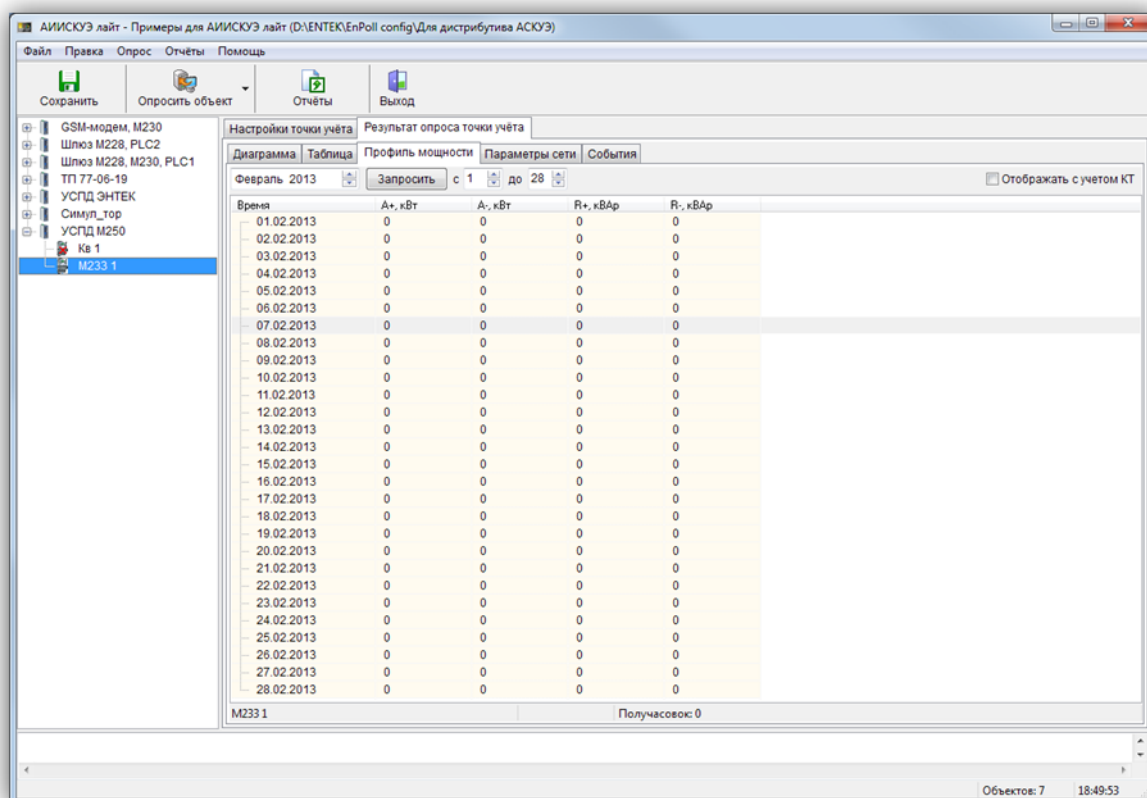 АИИСКУЭ лайт - Примеры для АИИСКУЭ лайт (D:\ENTEK\EnPoll config\Для дистрибутива АСКУЭ)
Файл Правка Опрос Отчёты Помощь
Сохранить Опросить объект Отчёты Выход
GSM-модем, М230
Шлюз М228, PLC2
Шлюз М228, М230, PLC1
ТП 77-06-19
УСПД ЭНТЕК
Симул_тор
УСПД М250
Кв 1
М233 1
Настройки точки учёта Результат опроса точки учёта
Диаграмма Таблица Профиль мощности Параметры сети События
Февраль 2013 Запросить с 1 до 28 Отображать с учетом КТ
Время А+, кВт А-, кВт R+, кВАр R-, кВАр
01.02.2013 0 0 0 0
02.02.2013 0 0 0 0
03.02.2013 0 0 0 0
04.02.2013 0 0 0 0
05.02.2013 0 0 0 0
06.02.2013 0 0 0 0
07.02.2013 0 0 0 0
08.02.2013 0 0 0 0
09.02.2013 0 0 0 0
10.02.2013 0 0 0 0
11.02.2013 0 0 0 0
12.02.2013 0 0 0 0
13.02.2013 0 0 0 0
14.02.2013 0 0 0 0
15.02.2013 0 0 0 0
16.02.2013 0 0 0 0
17.02.2013 0 0 0 0
18.02.2013 0 0 0 0
19.02.2013 0 0 0 0
20.02.2013 0 0 0 0
21.02.2013 0 0 0 0
22.02.2013 0 0 0 0
23.02.2013 0 0 0 0
24.02.2013 0 0 0 0
25.02.2013 0 0 0 0
26.02.2013 0 0 0 0
27.02.2013 0 0 0 0
28.02.2013 0 0 0 0
М233 1 Получасовок: 0
Объектов: 7 18:49:53